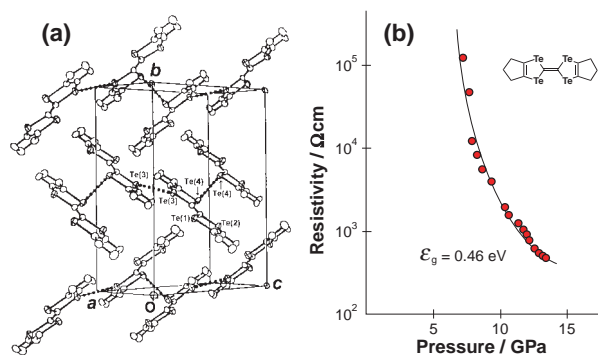 (a)
b
Te(3)
Te(4)
Te(3)
Te(4)
Te(1)
Te(2)
a
O
c
(b)
Te Te
Te Te
Resistivity / Ωcm
10⁵
10⁴
10³
10²
εg = 0.46 eV
5 10 15
Pressure / GPa